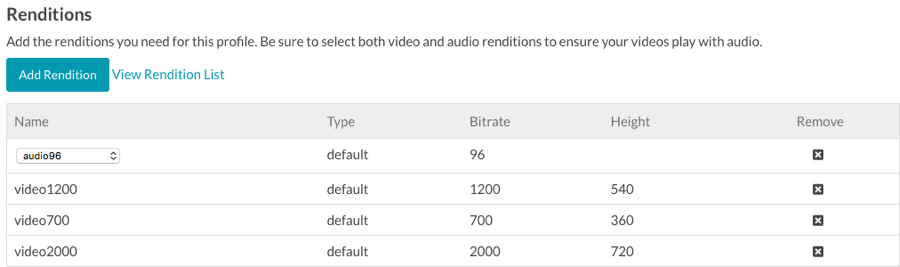 Renditions
Add the renditions you need for this profile. Be sure to select both video and audio renditions to ensure your videos play with audio.
Add Rendition View Rendition List
Name Type Bitrate Height Remove
audio96 default 96
video1200 default 1200 540
video700 default 700 360
video2000 default 2000 720